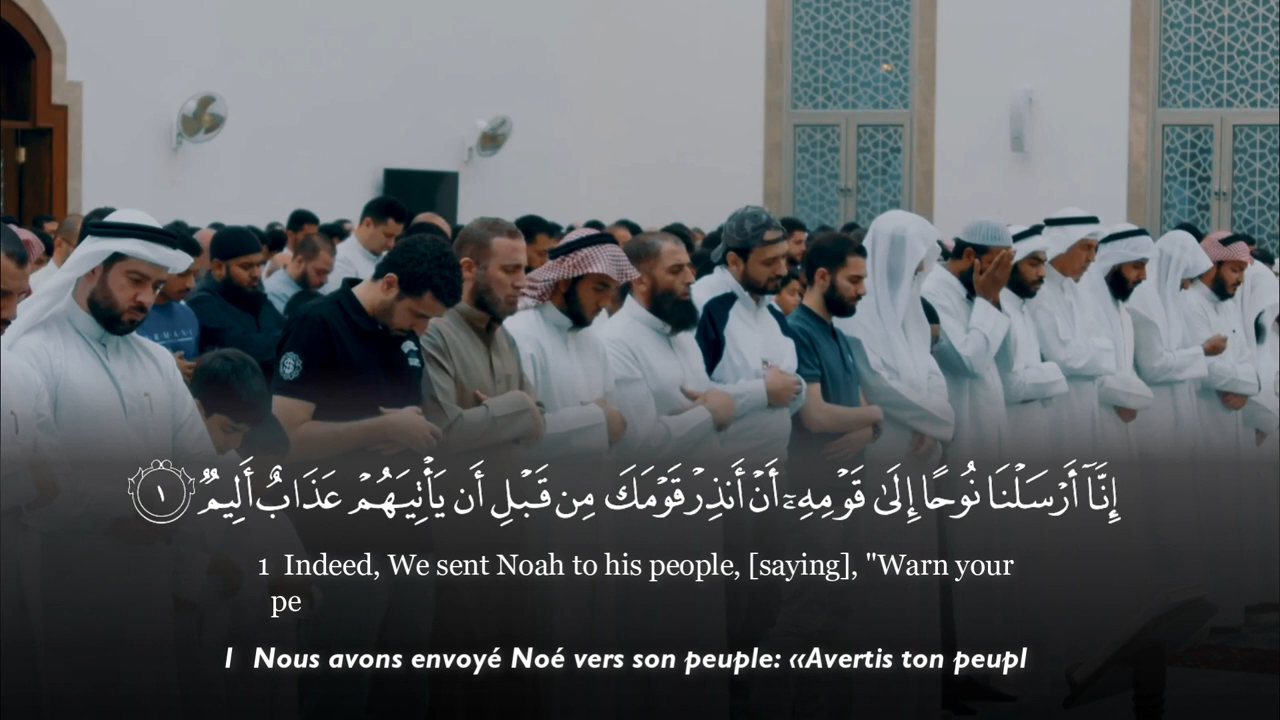 إِنَّآ أَرْسَلْنَا نُوحًا إِلَىٰ قَوْمِهِۦٓ أَنْ أَنذِرْ قَوْمَكَ مِن قَبْلِ أَن يَأْتِيَهُمْ عَذَابٌ أَلِيمٌ ١
1 Indeed, We sent Noah to his people, [saying], "Warn your
pe
1 Nous avons envoyé Noé vers son peuple: «Avertis ton peupl